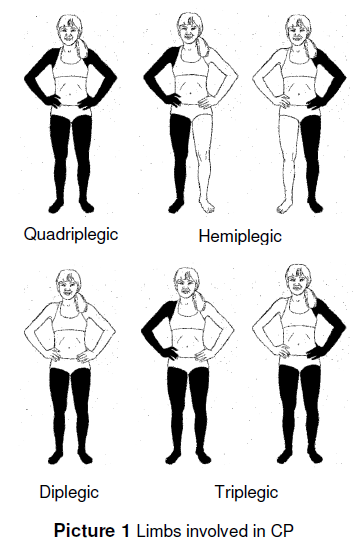 Quadriplegic
Hemiplegic
Diplegic
Triplegic
Picture 1 Limbs involved in CP